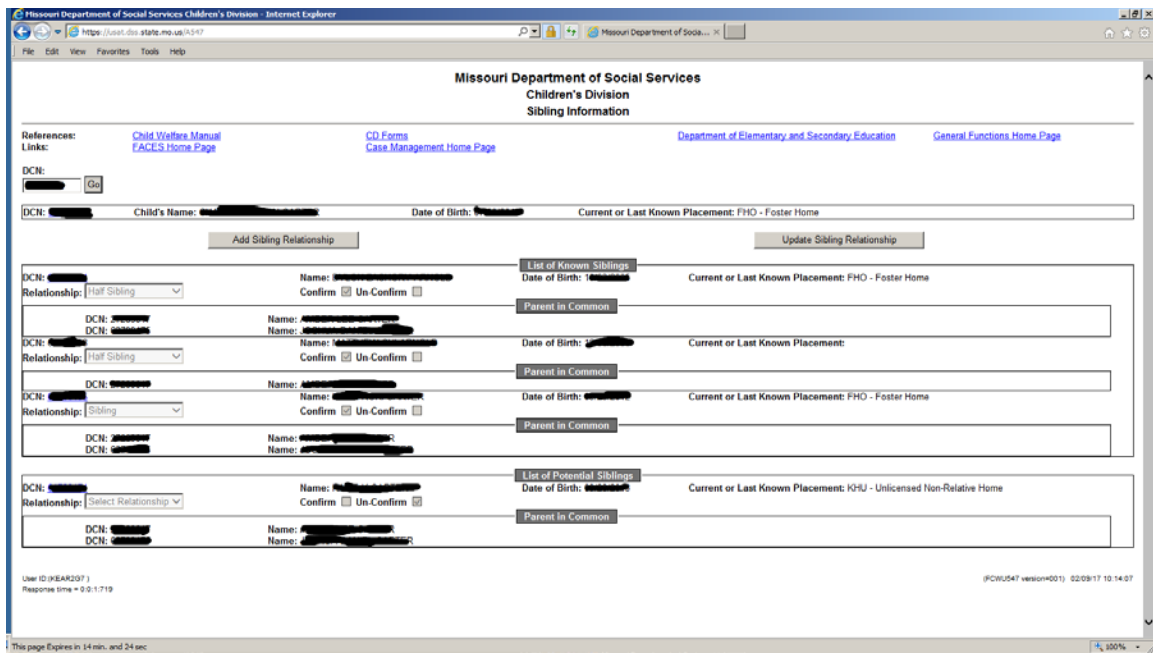 Missouri Department of Social Services Children's Division - Internet Explorer
https://usat.dss.state.mo.us/A547 Missouri Department of Socia... ×
File Edit View Favorites Tools Help
Missouri Department of Social Services
Children's Division
Sibling Information
References: Child Welfare Manual CD Forms Department of Elementary and Secondary Education General Functions Home Page
Links: FACES Home Page Case Management Home Page
DCN:
Go
DCN: Child's Name: Date of Birth: Current or Last Known Placement: FHO - Foster Home
Add Sibling Relationship Update Sibling Relationship
List of Known Siblings
DCN: Name: Date of Birth: Current or Last Known Placement: FHO - Foster Home
Relationship: Half Sibling Confirm Un-Confirm
Parent in Common
DCN: Name:
DCN: Name:
DCN: Name: Date of Birth: Current or Last Known Placement:
Relationship: Half Sibling Confirm Un-Confirm
Parent in Common
DCN: Name:
DCN: Name: Date of Birth: Current or Last Known Placement: FHO - Foster Home
Relationship: Sibling Confirm Un-Confirm
Parent in Common
DCN: Name:
DCN: Name:
List of Potential Siblings
DCN: Name: Date of Birth: Current or Last Known Placement: KHU - Unlicensed Non-Relative Home
Relationship: Select Relationship Confirm Un-Confirm
Parent in Common
DCN: Name:
DCN: Name:
User ID:(KEAR2G7 ) (FCWU547 version=001) 02/09/17 10:14:07
Response time = 0:0:1:719
This page Expires in 14 min. and 24 sec 100%